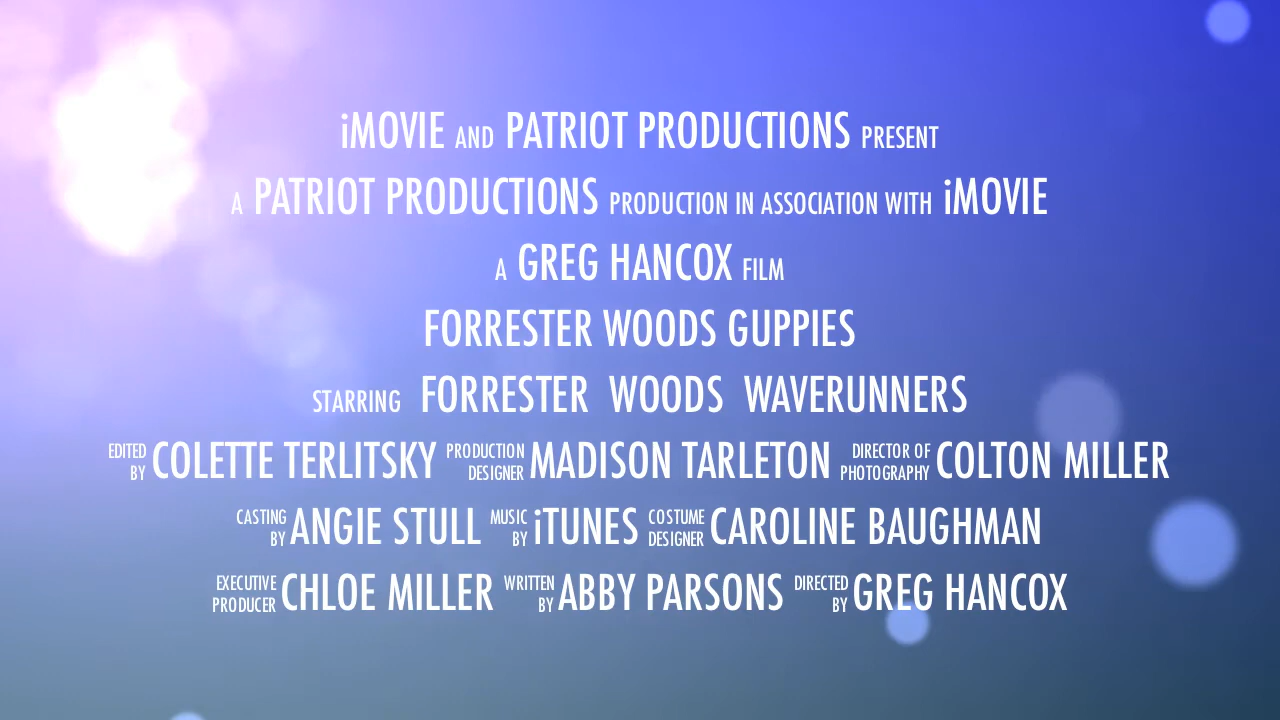 iMOVIE AND PATRIOT PRODUCTIONS PRESENT
A PATRIOT PRODUCTIONS PRODUCTION IN ASSOCIATION WITH iMOVIE
A GREG HANCOX FILM
FORRESTER WOODS GUPPIES
STARRING FORRESTER WOODS WAVERUNNERS
EDITED BY COLETTE TERLITSKY PRODUCTION DESIGNER MADISON TARLETON DIRECTOR OF PHOTOGRAPHY COLTON MILLER
CASTING BY ANGIE STULL MUSIC BY iTUNES COSTUME DESIGNER CAROLINE BAUGHMAN
EXECUTIVE PRODUCER CHLOE MILLER WRITTEN BY ABBY PARSONS DIRECTED BY GREG HANCOX